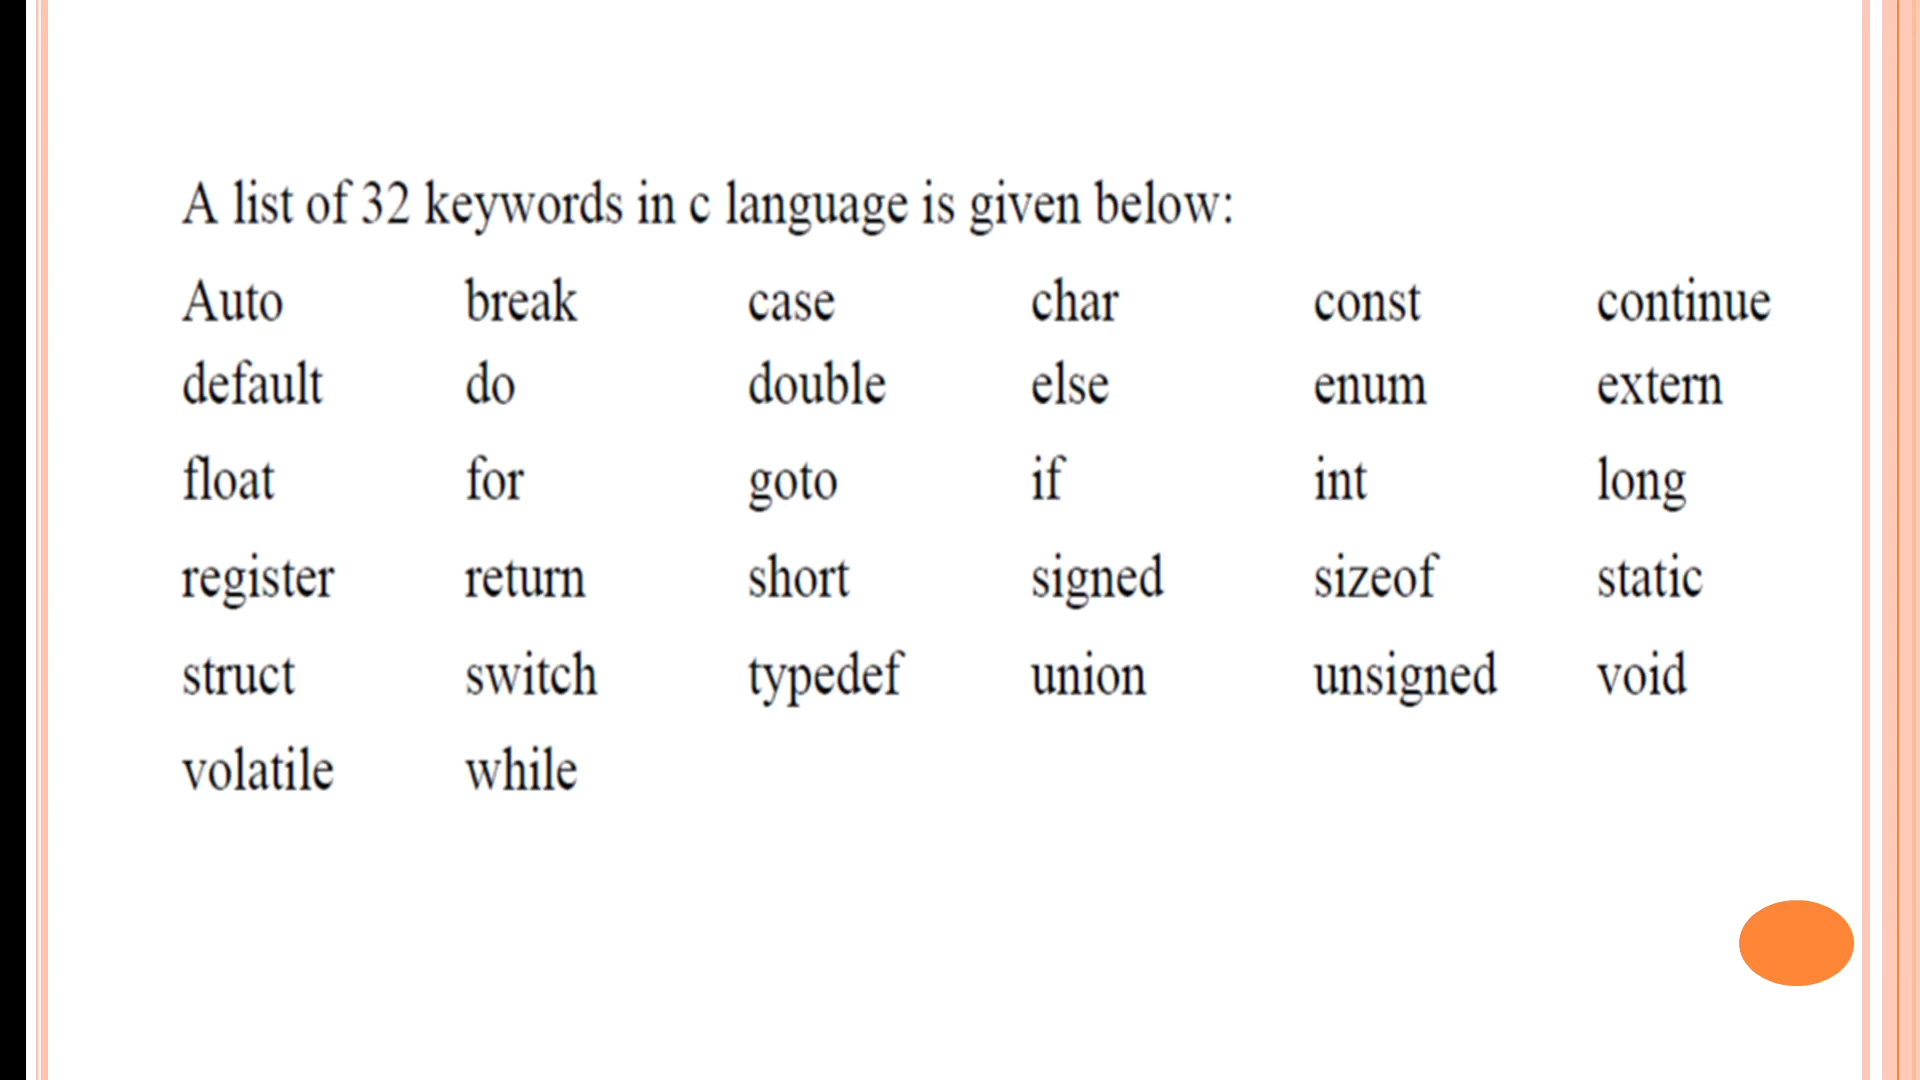 A list of 32 keywords in c language is given below:
Auto break case char const continue
default do double else enum extern
float for goto if int long
register return short signed sizeof static
struct switch typedef union unsigned void
volatile while